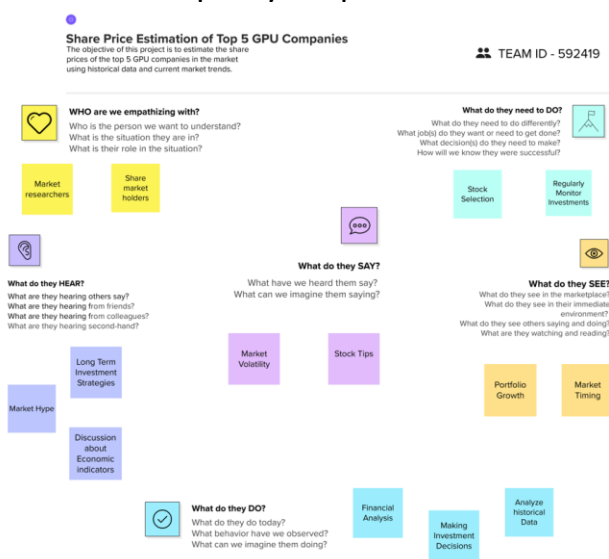 Share Price Estimation of Top 5 GPU Companies
The objective of this project is to estimate the share
prices of the top 5 GPU companies in the market
using historical data and current market trends.
TEAM ID - 592419
WHO are we empathizing with?
Who is the person we want to understand?
What is the situation they are in?
What is their role in the situation?
Market
researchers
Share
market
holders
What do they need to DO?
What do they need to do differently?
What job(s) do they want or need to get done?
What decision(s) do they need to make?
How will we know they were successful?
Stock
Selection
Regularly
Monitor
Investments
What do they HEAR?
What are they hearing others say?
What are they hearing from friends?
What are they hearing from colleagues?
What are they hearing second-hand?
Long Term
Investment
Strategies
Market Hype
Discussion
about
Economic
indicators
What do they SAY?
What have we heard them say?
What can we imagine them saying?
Market
Volatility
Stock Tips
What do they SEE?
What do they see in the marketplace?
What do they see in their immediate
environment?
What do they see others saying and doing?
What are they watching and reading?
Portfolio
Growth
Market
Timing
What do they DO?
What do they do today?
What behavior have we observed?
What can we imagine them doing?
Financial
Analysis
Making
Investment
Decisions
Analyze
historical
Data